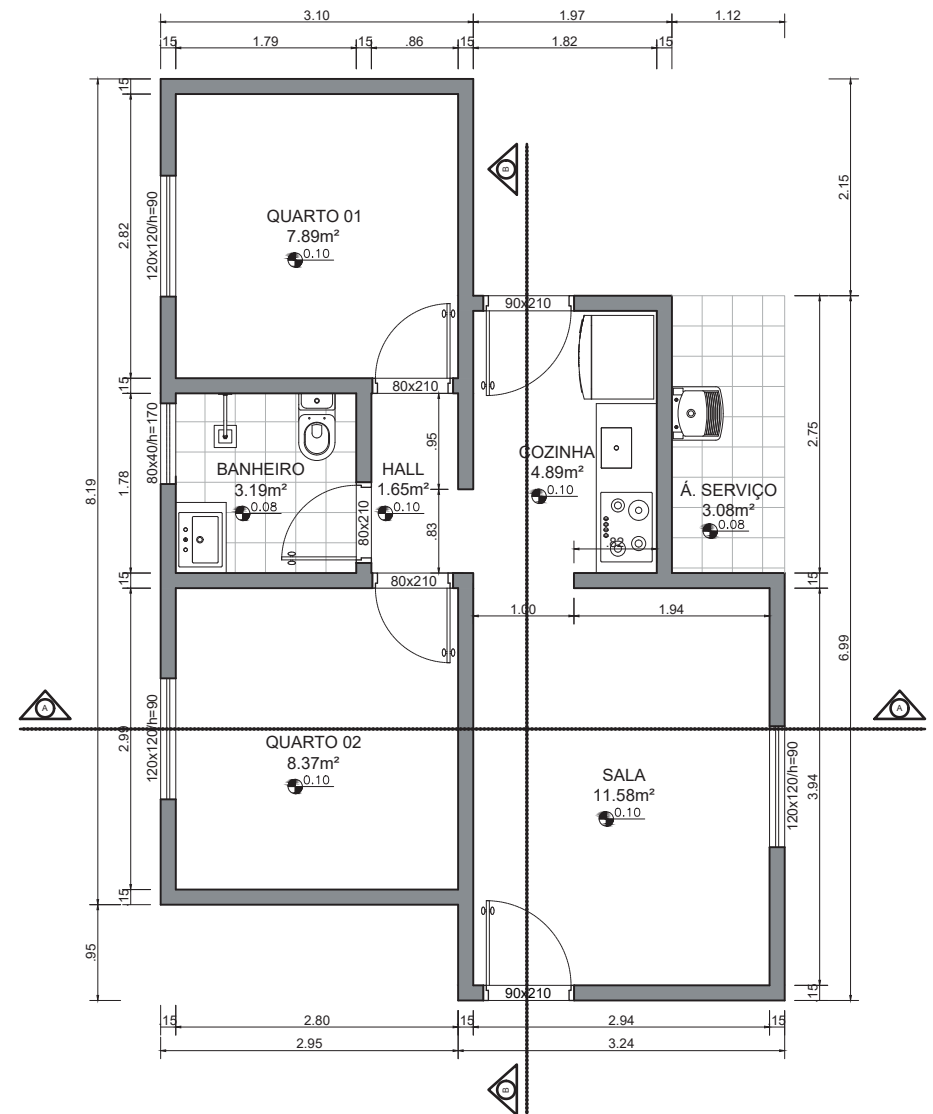 3.10
1.97
1.12
.15
1.79
.15
.86
.15
1.82
.15
.15
B
2.82
120x120/h=90
QUARTO 01
7.89m²
0.10
2.15
90x210
.15
80x210
8.19
1.78
80x40/h=170
BANHEIRO
3.19m²
0.08
80x210
HALL
1.65m²
0.10
.95
.83
COZINHA
4.89m²
0.10
.82
Á. SERVIÇO
3.08m²
0.08
2.75
.15
80x210
.15
1.00
1.94
6.99
A
A
2.99
120x120/h=90
QUARTO 02
8.37m²
0.10
SALA
11.58m²
0.10
120x120/h=90
3.94
.15
.95
90x210
.15
.15
2.80
.15
2.94
.15
2.95
3.24
B